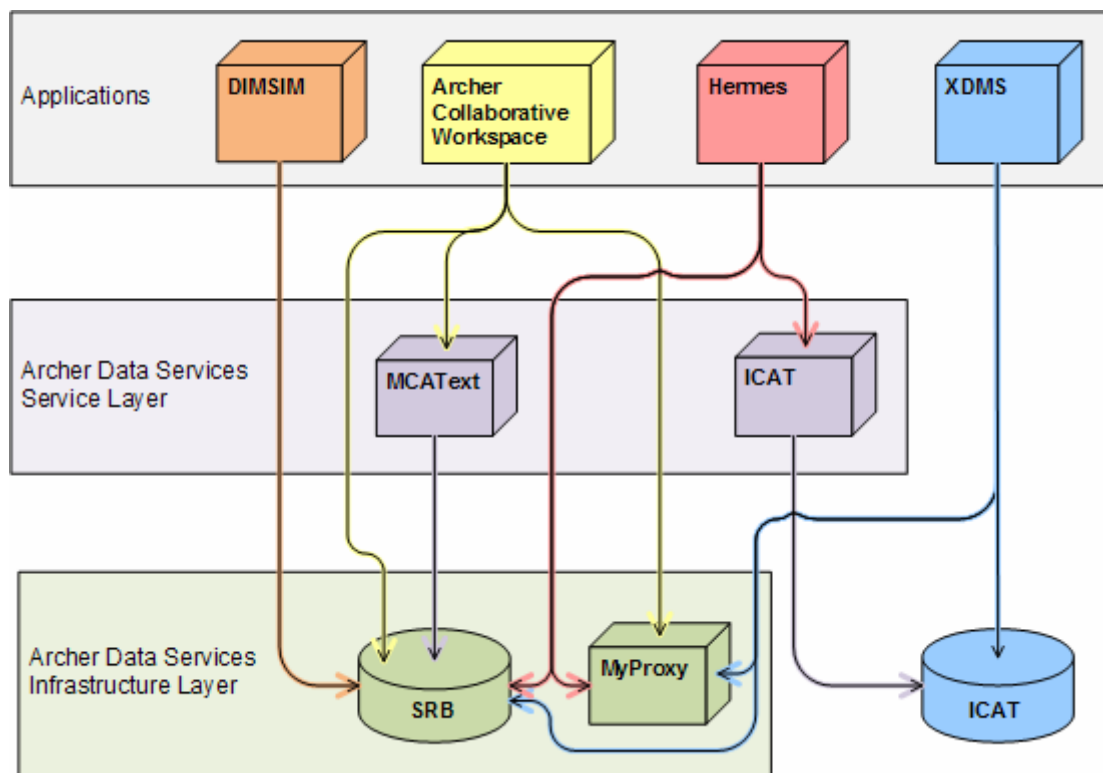 Applications
DIMSIM
Archer
Collaborative
Workspace
Hermes
XDMS
Archer Data Services
Service Layer
MCAText
ICAT
Archer Data Services
Infrastructure Layer
SRB
MyProxy
ICAT